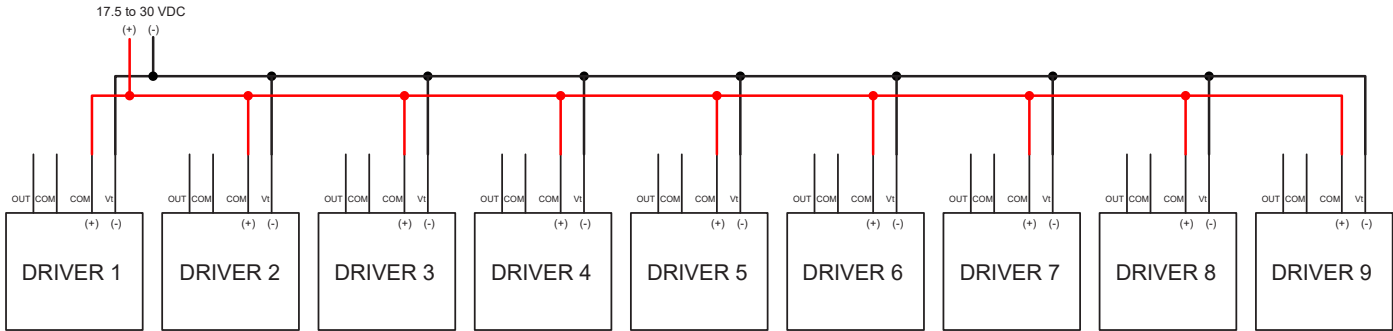 17.5 to 30 VDC
(+) (-)
OUT COM COM Vt OUT COM COM Vt OUT COM COM Vt OUT COM COM Vt OUT COM COM Vt OUT COM COM Vt OUT COM COM Vt OUT COM COM Vt OUT COM COM Vt
(+) (-) (+) (-) (+) (-) (+) (-) (+) (-) (+) (-) (+) (-) (+) (-) (+) (-)
DRIVER 1 DRIVER 2 DRIVER 3 DRIVER 4 DRIVER 5 DRIVER 6 DRIVER 7 DRIVER 8 DRIVER 9